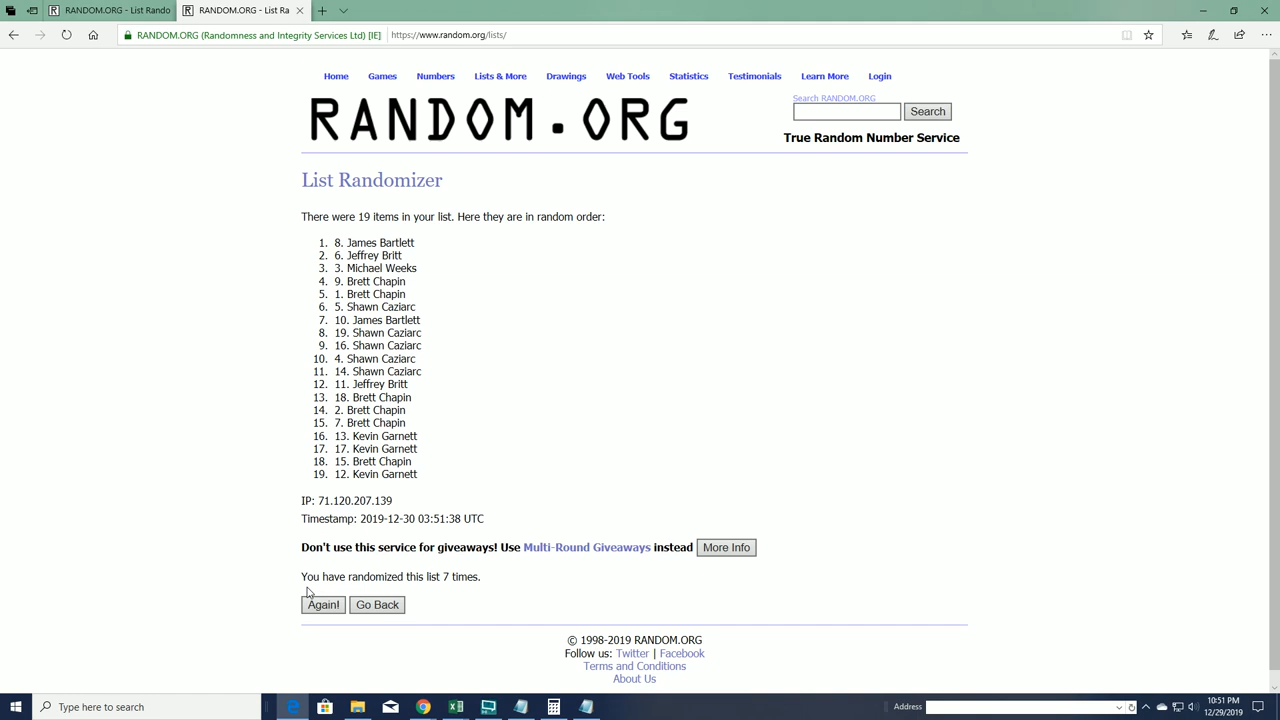 RANDOM.ORG - List Rando
RANDOM.ORG - List Ra
RANDOM.ORG (Randomness and Integrity Services Ltd) [IE] https://www.random.org/lists/
Home Games Numbers Lists & More Drawings Web Tools Statistics Testimonials Learn More Login
RANDOM.ORG
Search RANDOM.ORG
Search
True Random Number Service
List Randomizer
There were 19 items in your list. Here they are in random order:
1. 8. James Bartlett
2. 6. Jeffrey Britt
3. 3. Michael Weeks
4. 9. Brett Chapin
5. 1. Brett Chapin
6. 5. Shawn Caziarc
7. 10. James Bartlett
8. 19. Shawn Caziarc
9. 16. Shawn Caziarc
10. 4. Shawn Caziarc
11. 14. Shawn Caziarc
12. 11. Jeffrey Britt
13. 18. Brett Chapin
14. 2. Brett Chapin
15. 7. Brett Chapin
16. 13. Kevin Garnett
17. 17. Kevin Garnett
18. 15. Brett Chapin
19. 12. Kevin Garnett
IP: 71.120.207.139
Timestamp: 2019-12-30 03:51:38 UTC
Don't use this service for giveaways! Use Multi-Round Giveaways instead More Info
You have randomized this list 7 times.
Again! Go Back
© 1998-2019 RANDOM.ORG
Follow us: Twitter | Facebook
Terms and Conditions
About Us
Type here to search
Address
10:51 PM
12/29/2019